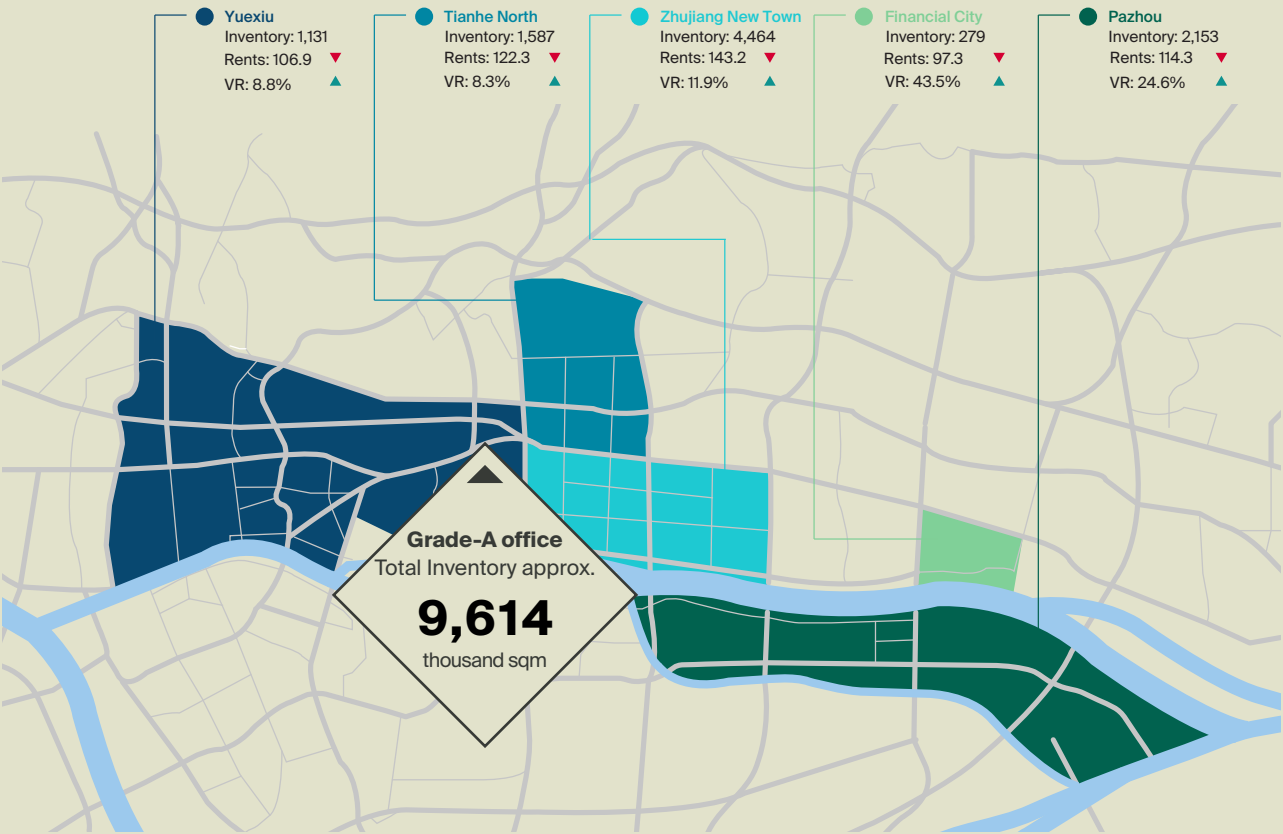 Yuexiu
Inventory: 1,131
Rents: 106.9
VR: 8.8%
Tianhe North
Inventory: 1,587
Rents: 122.3
VR: 8.3%
Zhujiang New Town
Inventory: 4,464
Rents: 143.2
VR: 11.9%
Financial City
Inventory: 279
Rents: 97.3
VR: 43.5%
Pazhou
Inventory: 2,153
Rents: 114.3
VR: 24.6%
Grade-A office
Total Inventory approx.
9,614
thousand sqm